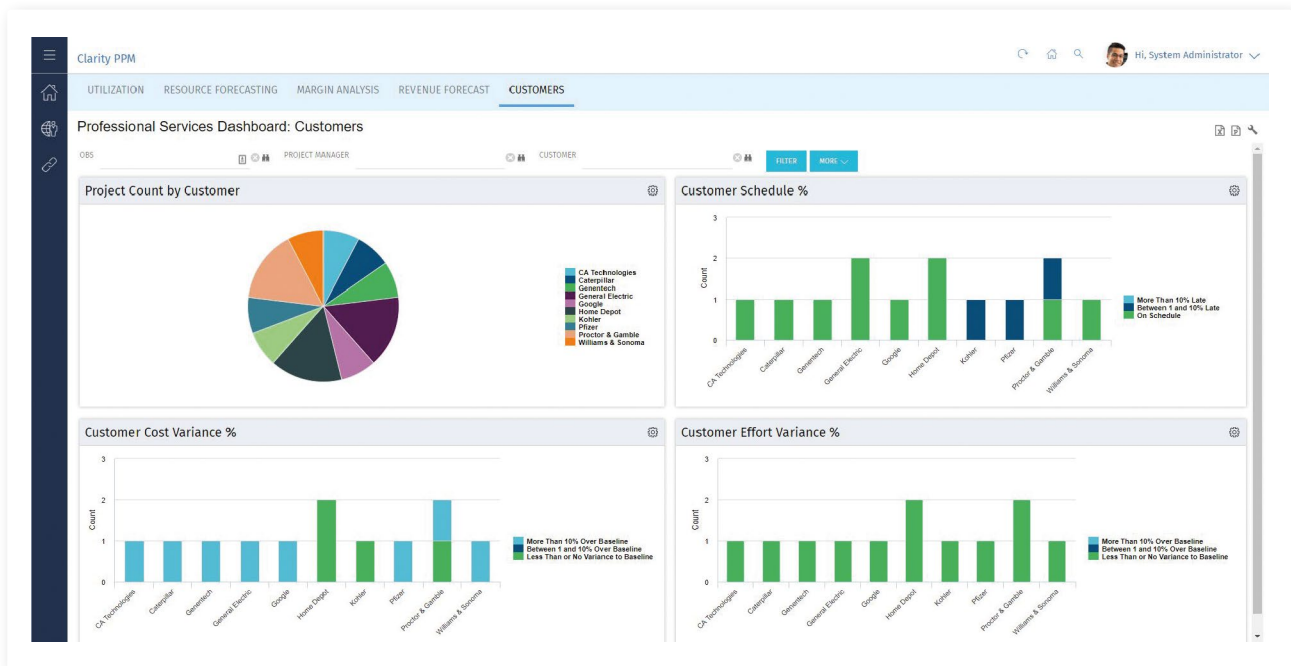 Clarity PPM
Hi, System Administrator
UTILIZATION RESOURCE FORECASTING MARGIN ANALYSIS REVENUE FORECAST CUSTOMERS
Professional Services Dashboard: Customers
OBS PROJECT MANAGER CUSTOMER FILTER MORE
Project Count by Customer
CA Technologies
Caterpillar
Genentech
General Electric
Google
Home Depot
Kohler
Pfizer
Proctor & Gamble
Williams & Sonoma
Customer Schedule %
3
2
1
0
Count
CA Technologies
Caterpillar
Genentech
General Electric
Google
Home Depot
Kohler
Pfizer
Proctor & Gamble
Williams & Sonoma
More Than 10% Late
Between 1 and 10% Late
On Schedule
Customer Cost Variance %
3
2
1
0
Count
CA Technologies
Caterpillar
Genentech
General Electric
Google
Home Depot
Kohler
Pfizer
Proctor & Gamble
Williams & Sonoma
More Than 10% Over Baseline
Between 1 and 10% Over Baseline
Less Than or No Variance to Baseline
Customer Effort Variance %
3
2
1
0
Count
CA Technologies
Caterpillar
Genentech
General Electric
Google
Home Depot
Kohler
Pfizer
Proctor & Gamble
Williams & Sonoma
More Than 10% Over Baseline
Between 1 and 10% Over Baseline
Less Than or No Variance to Baseline